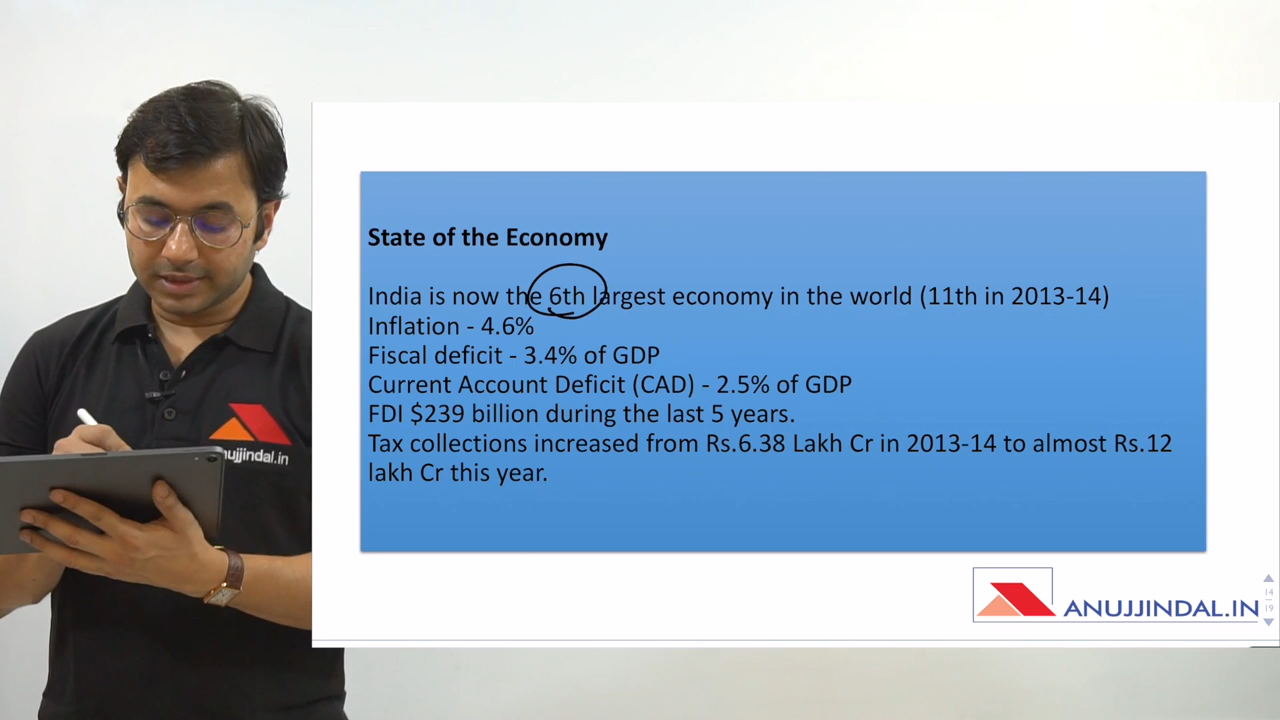 State of the Economy
India is now the 6th largest economy in the world (11th in 2013-14)
Inflation - 4.6%
Fiscal deficit - 3.4% of GDP
Current Account Deficit (CAD) - 2.5% of GDP
FDI $239 billion during the last 5 years.
Tax collections increased from Rs.6.38 Lakh Cr in 2013-14 to almost Rs.12
lakh Cr this year.
ujjindal.in
ANUJJINDAL.IN
14
19